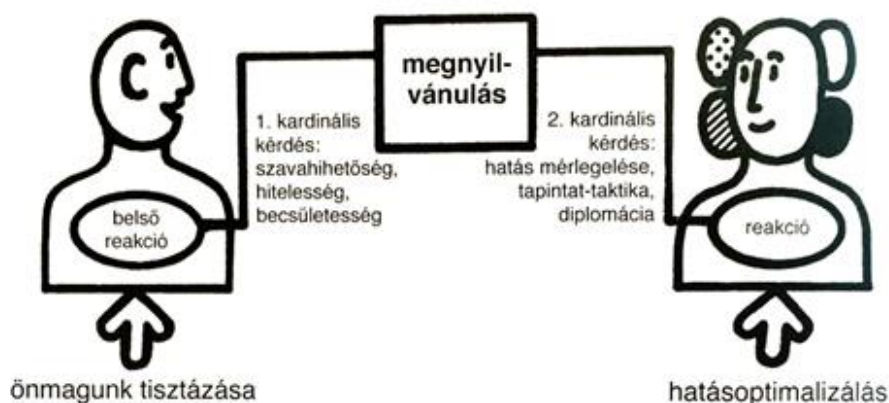 megnyil-
vánulás
1. kardinális
kérdés:
szavahihetőség,
hitelesség,
becsületesség
2. kardinális
kérdés:
hatás mérlegelése,
tapintat-taktika,
diplomácia
belső
reakció
reakció
önmagunk tisztázása
hatásoptimalizálás